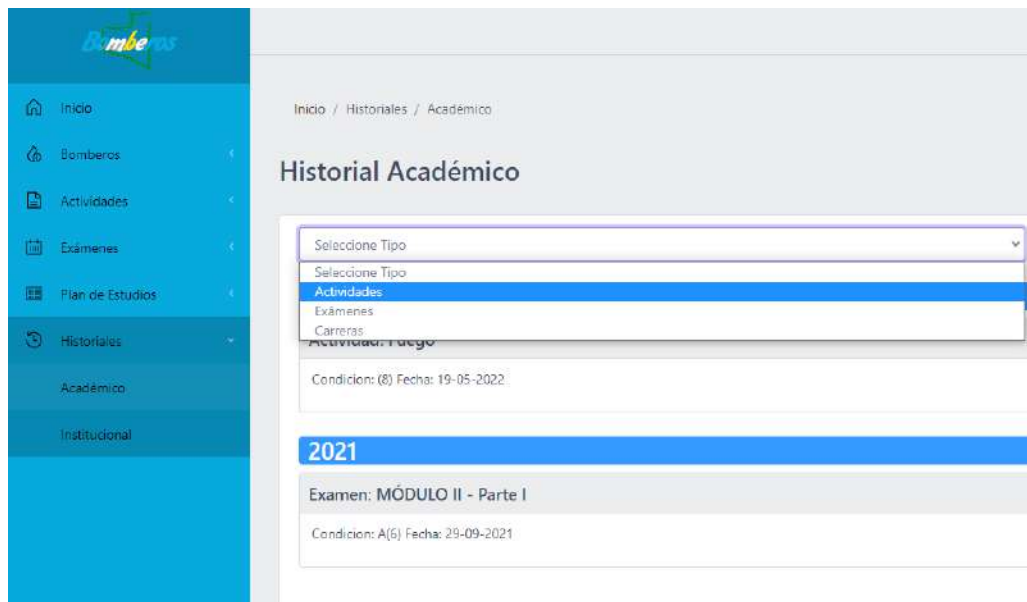 Bomberos
Inicio
Bomberos
Actividades
Exámenes
Plan de Estudios
Historiales
Académico
Institucional
Inicio / Historiales / Académico
Historial Académico
Seleccione Tipo
Seleccione Tipo
Actividades
Exámenes
Carreras
Actividad: Fuego
Condicion: (8) Fecha: 19-05-2022
2021
Examen: MÓDULO II - Parte I
Condicion: A(6) Fecha: 29-09-2021